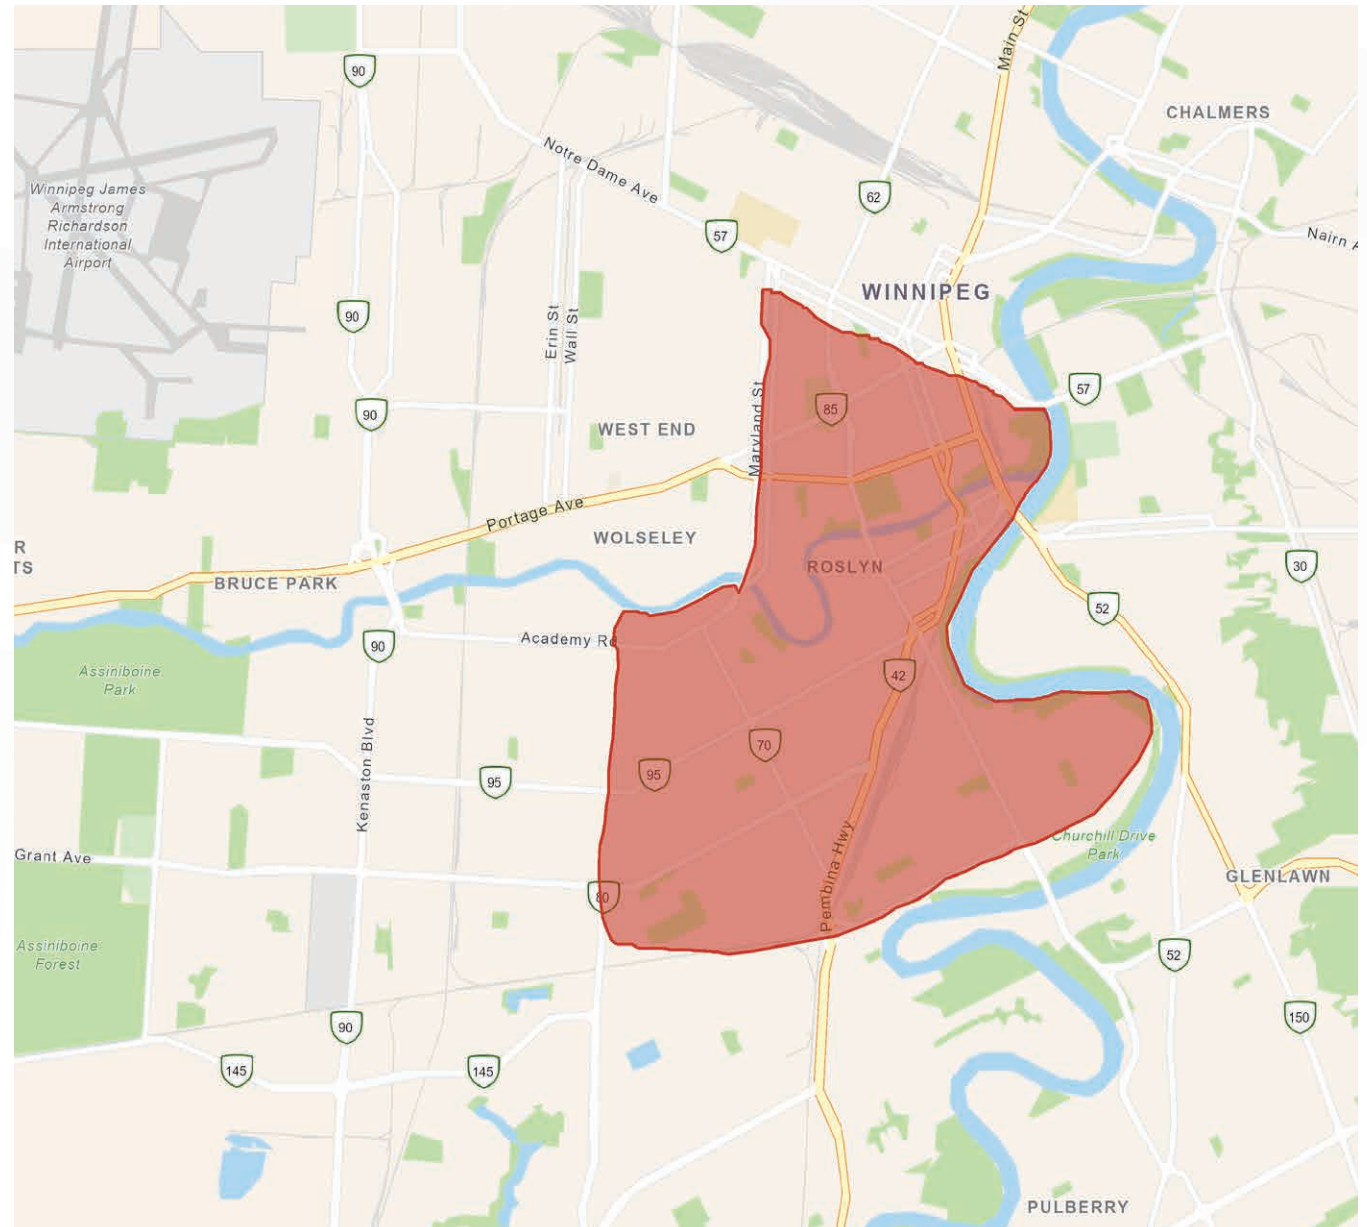 Main St
90
CHALMERS
Notre Dame Ave
Winnipeg James
Armstrong
Richardson
International
Airport
62
57
Nairn A
WINNIPEG
90
Erin St
Wall St
57
90
85
Maryland St
WEST END
Portage Ave
WOLSELEY
R
TS
BRUCE PARK
ROSLYN
30
52
90
Academy Rd
Assiniboine
Park
42
Kenaston Blvd
70
95
95
Pembina Hwy
Churchill Drive
Park
Grant Ave
80
GLENLAWN
Assiniboine
Forest
52
90
150
145
145
PULBERRY